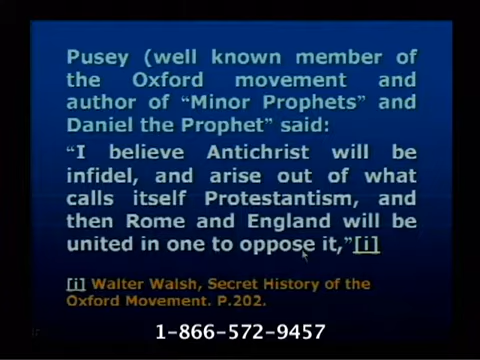 Pusey (well known member of
the Oxford movement and
author of “Minor Prophets” and
Daniel the Prophet” said:
“I believe Antichrist will be
infidel, and arise out of what
calls itself Protestantism, and
then Rome and England will be
united in one to oppose it,”[i]
[i] Walter Walsh, Secret History of the
Oxford Movement. P.202.
1-866-572-9457